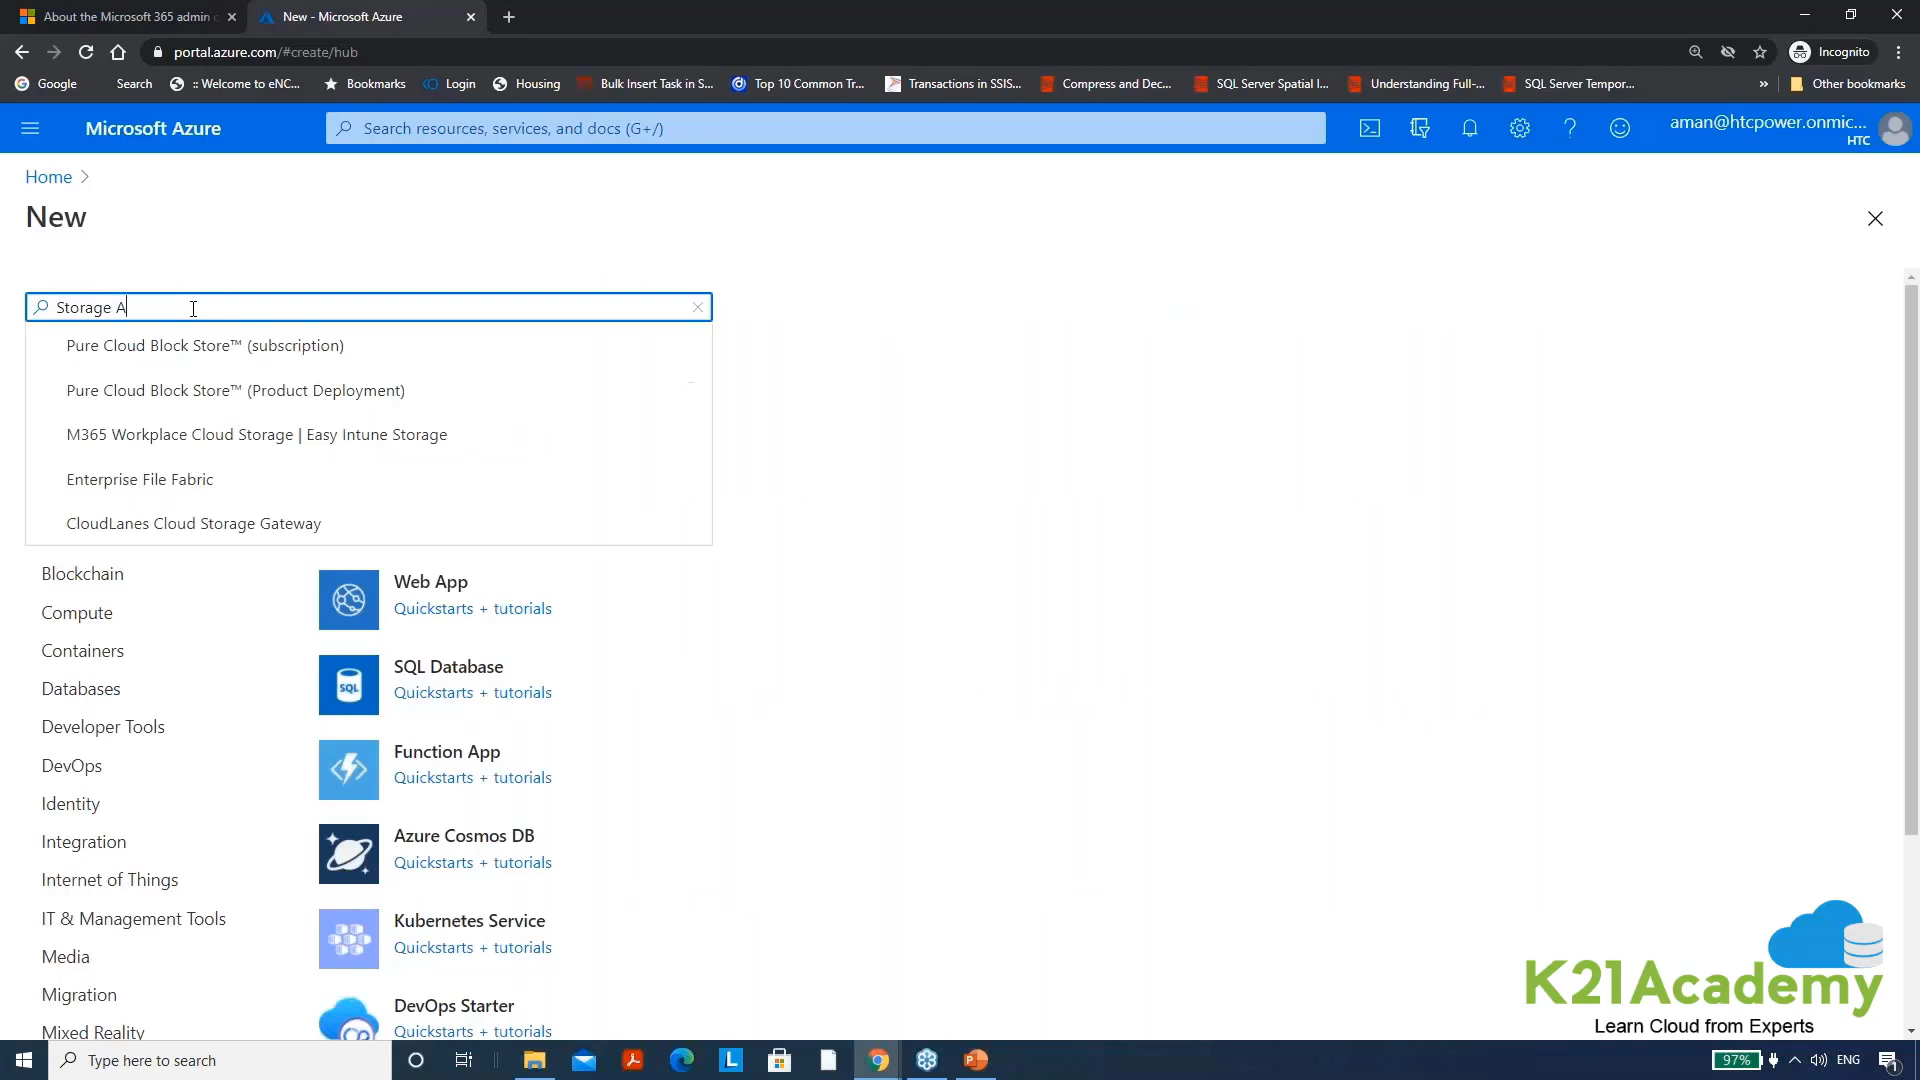 About the Microsoft 365 admin c
New - Microsoft Azure
portal.azure.com/#create/hub
Incognito
Google
Search
:: Welcome to eNC...
Bookmarks
Login
Housing
Bulk Insert Task in S...
Top 10 Common Tr...
Transactions in SSIS...
Compress and Dec...
SQL Server Spatial I...
Understanding Full-...
SQL Server Tempor...
»
Other bookmarks
Microsoft Azure
Search resources, services, and docs (G+/)
aman@htcpower.onmic...
HTC
Home
New
Storage A
Pure Cloud Block Store™ (subscription)
Pure Cloud Block Store™ (Product Deployment)
M365 Workplace Cloud Storage | Easy Intune Storage
Enterprise File Fabric
CloudLanes Cloud Storage Gateway
Blockchain
Compute
Containers
Databases
Developer Tools
DevOps
Identity
Integration
Internet of Things
IT & Management Tools
Media
Migration
Mixed Reality
Web App
Quickstarts + tutorials
SQL
SQL Database
Quickstarts + tutorials
Function App
Quickstarts + tutorials
Azure Cosmos DB
Quickstarts + tutorials
Kubernetes Service
Quickstarts + tutorials
DevOps Starter
Quickstarts + tutorials
K21Academy
Learn Cloud from Experts
Type here to search
L
97%
ENG
1